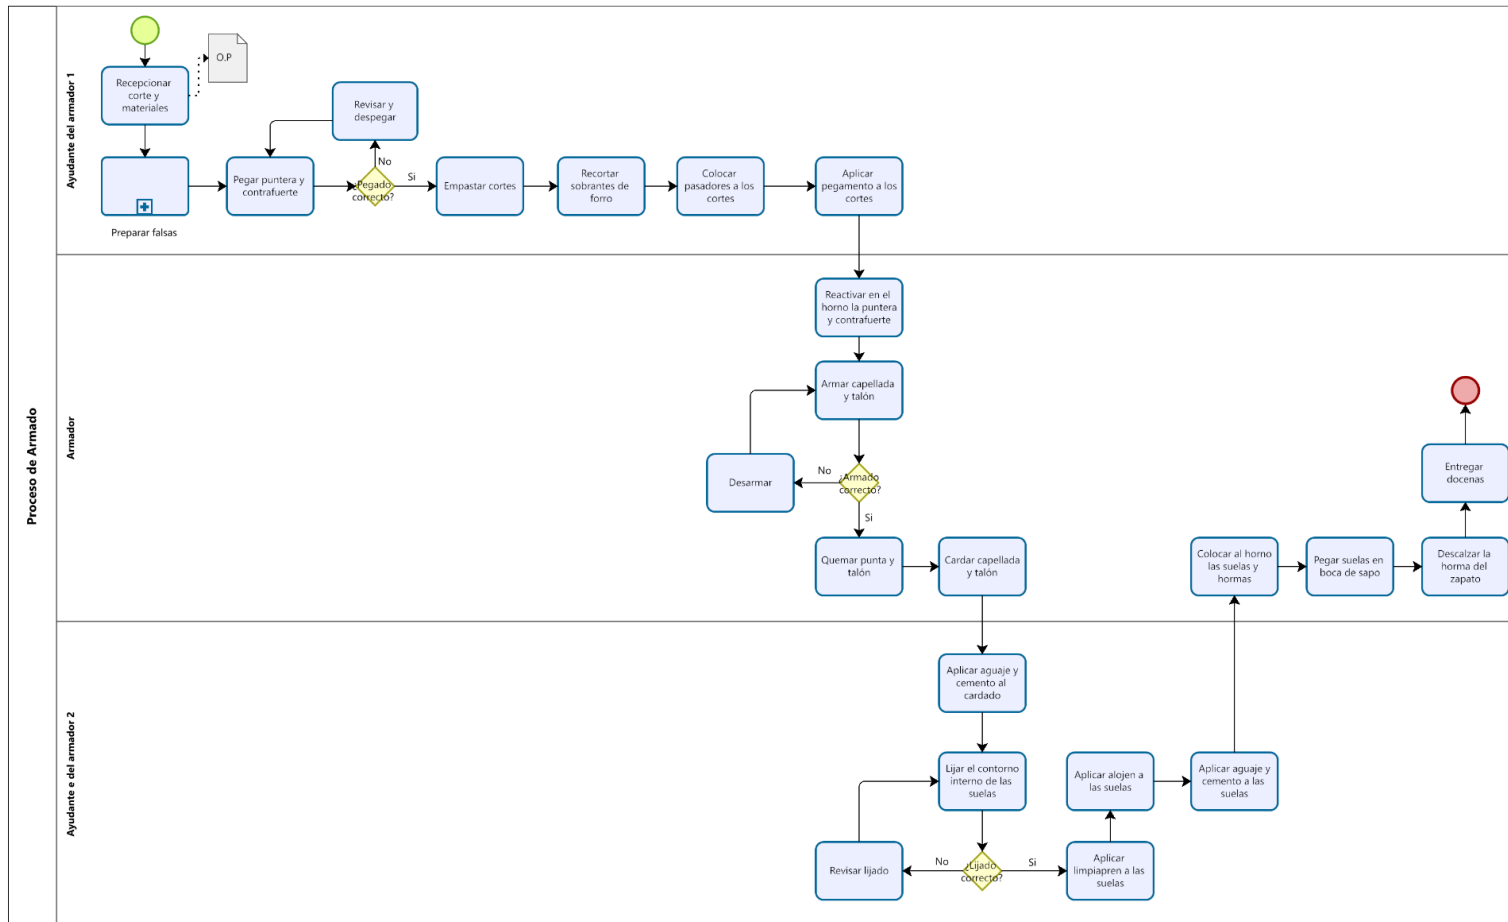 Proceso de Armado
Ayudante del armador 1
Recepcionar
corte y
materiales
O.P
Preparar falsas
Pegar puntera y
contrafuerte
Revisar y
despegar
No
¿Pegado
correcto?
Si
Empastar cortes
Recortar
sobrantes de
forro
Colocar
pasadores a los
cortes
Aplicar
pegamento a los
cortes
Armador
Reactivar en el
horno la puntera
y contrafuerte
Armar capellada
y talón
¿Armado
correcto?
No
Desarmar
Si
Quemar punta y
talón
Cardar capellada
y talón
Colocar al horno
las suelas y
hormas
Pegar suelas en
boca de sapo
Descalzar la
horma del
zapato
Entregar
docenas
Ayudante e del armador 2
Aplicar aguaje y
cemento al
cardado
Lijar el contorno
interno de las
suelas
¿Lijado
correcto?
No
Revisar lijado
Si
Aplicar
limpiapren a las
suelas
Aplicar alojen a
las suelas
Aplicar aguaje y
cemento a las
suelas